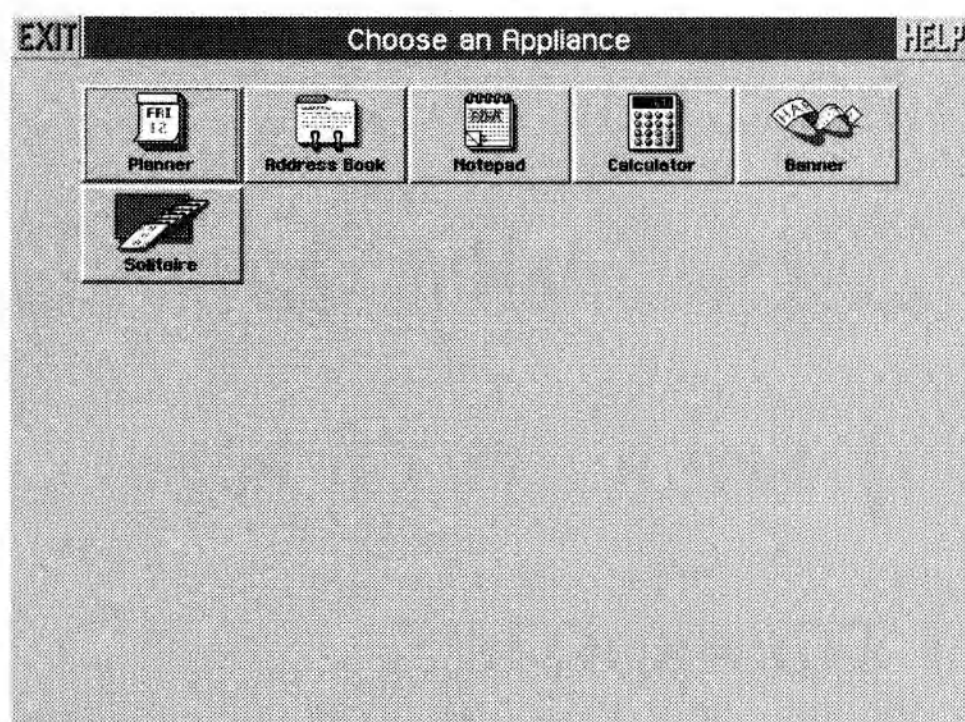 EXIT Choose an Appliance HELP
FRI
12
Planner Address Book Notepad Calculator Banner
Solitaire